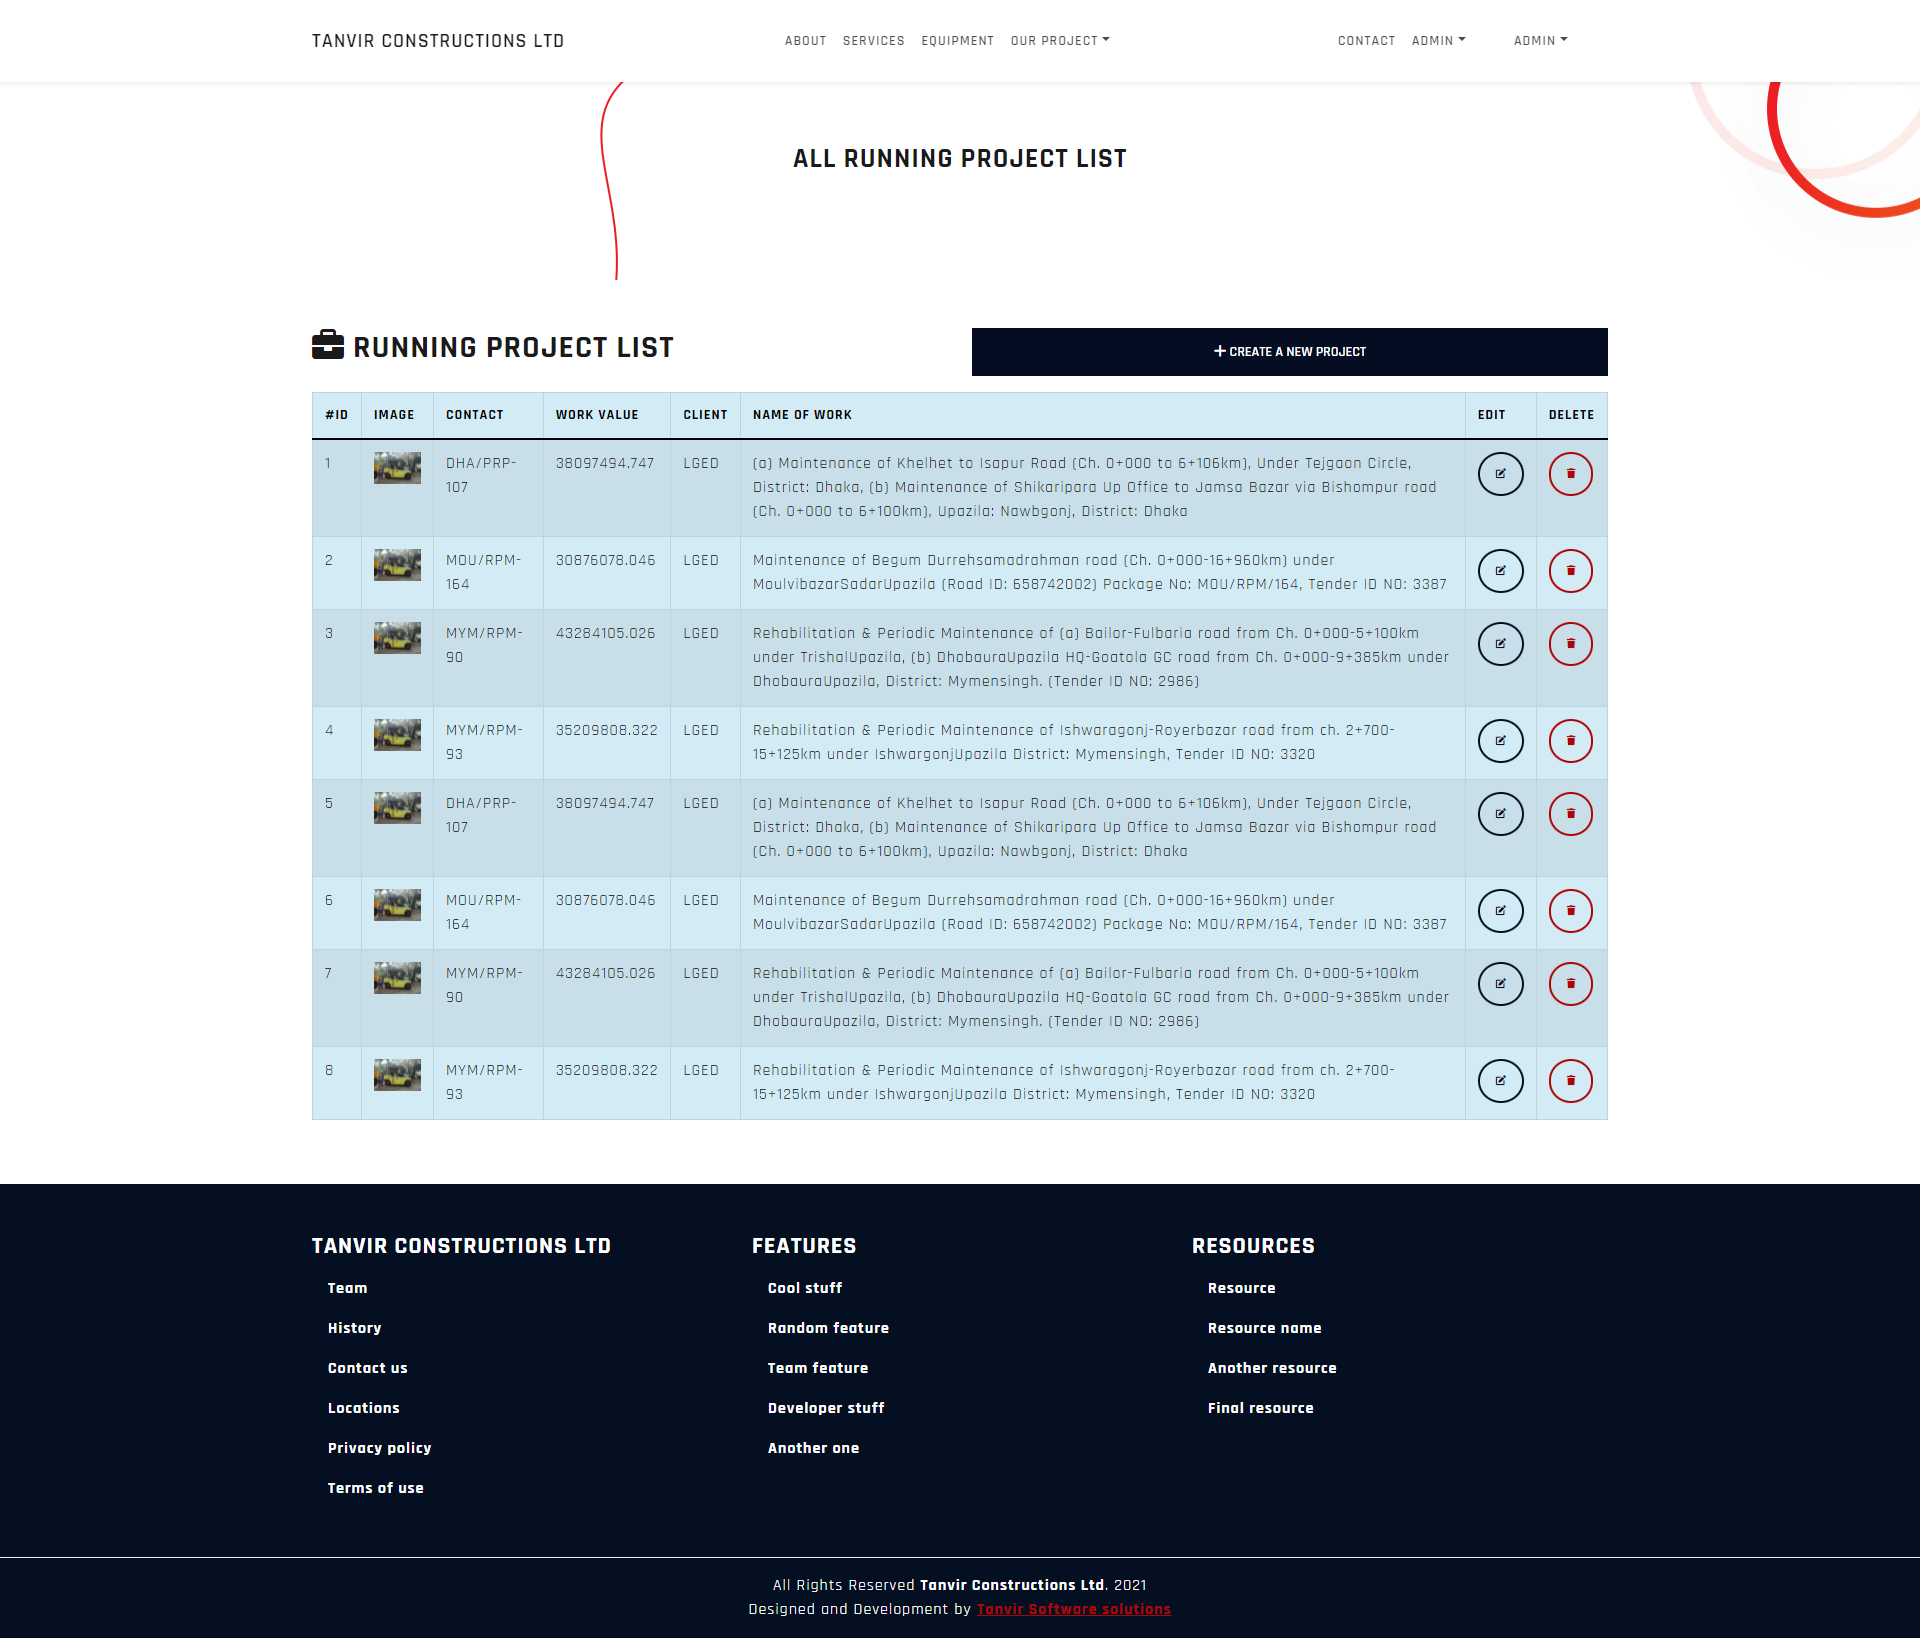 TANVIR CONSTRUCTIONS LTD ABOUT SERVICES EQUIPMENT OUR PROJECT CONTACT ADMIN ADMIN
ALL RUNNING PROJECT LIST
RUNNING PROJECT LIST
CREATE A NEW PROJECT
#ID IMAGE CONTACT WORK VALUE CLIENT NAME OF WORK EDIT DELETE
1 DHA/PRP- 38097494.747 LGED (a) Maintenance of Khelhet to Isapur Road (Ch. 0+000 to 6+106km), Under Tejgaon Circle,
107 District: Dhaka, (b) Maintenance of Shikaripara Up Office to Jamsa Bazar via Bishompur road
(Ch. 0+000 to 6+100km), Upazila: Nawbgonj, District: Dhaka
2 MOU/RPM- 30876078.046 LGED Maintenance of Begum Durrehsamadrahman road (Ch. 0+000-16+960km) under
164 MoulvibazarSadarUpazila (Road ID: 658742002) Package No: MOU/RPM/164, Tender ID NO: 3387
3 MYM/RPM- 43284105.026 LGED Rehabilitation & Periodic Maintenance of (a) Bailor-Fulbaria road from Ch. 0+000-5+100km
90 under TrishalUpazila, (b) DhobauraUpazila HQ-Goatola GC road from Ch. 0+000-9+385km under
DhobauraUpazila, District: Mymensingh. (Tender ID NO: 2986)
4 MYM/RPM- 35209808.322 LGED Rehabilitation & Periodic Maintenance of Ishwaragonj-Royerbazar road from ch. 2+700-
93 15+125km under IshwargonjUpazila District: Mymensingh, Tender ID NO: 3320
5 DHA/PRP- 38097494.747 LGED (a) Maintenance of Khelhet to Isapur Road (Ch. 0+000 to 6+106km), Under Tejgaon Circle,
107 District: Dhaka, (b) Maintenance of Shikaripara Up Office to Jamsa Bazar via Bishompur road
(Ch. 0+000 to 6+100km), Upazila: Nawbgonj, District: Dhaka
6 MOU/RPM- 30876078.046 LGED Maintenance of Begum Durrehsamadrahman road (Ch. 0+000-16+960km) under
164 MoulvibazarSadarUpazila (Road ID: 658742002) Package No: MOU/RPM/164, Tender ID NO: 3387
7 MYM/RPM- 43284105.026 LGED Rehabilitation & Periodic Maintenance of (a) Bailor-Fulbaria road from Ch. 0+000-5+100km
90 under TrishalUpazila, (b) DhobauraUpazila HQ-Goatola GC road from Ch. 0+000-9+385km under
DhobauraUpazila, District: Mymensingh. (Tender ID NO: 2986)
8 MYM/RPM- 35209808.322 LGED Rehabilitation & Periodic Maintenance of Ishwaragonj-Royerbazar road from ch. 2+700-
93 15+125km under IshwargonjUpazila District: Mymensingh, Tender ID NO: 3320
TANVIR CONSTRUCTIONS LTD
Team
History
Contact us
Locations
Privacy policy
Terms of use
FEATURES
Cool stuff
Random feature
Team feature
Developer stuff
Another one
RESOURCES
Resource
Resource name
Another resource
Final resource
All Rights Reserved Tanvir Constructions Ltd. 2021
Designed and Development by Tanvir Software solutions